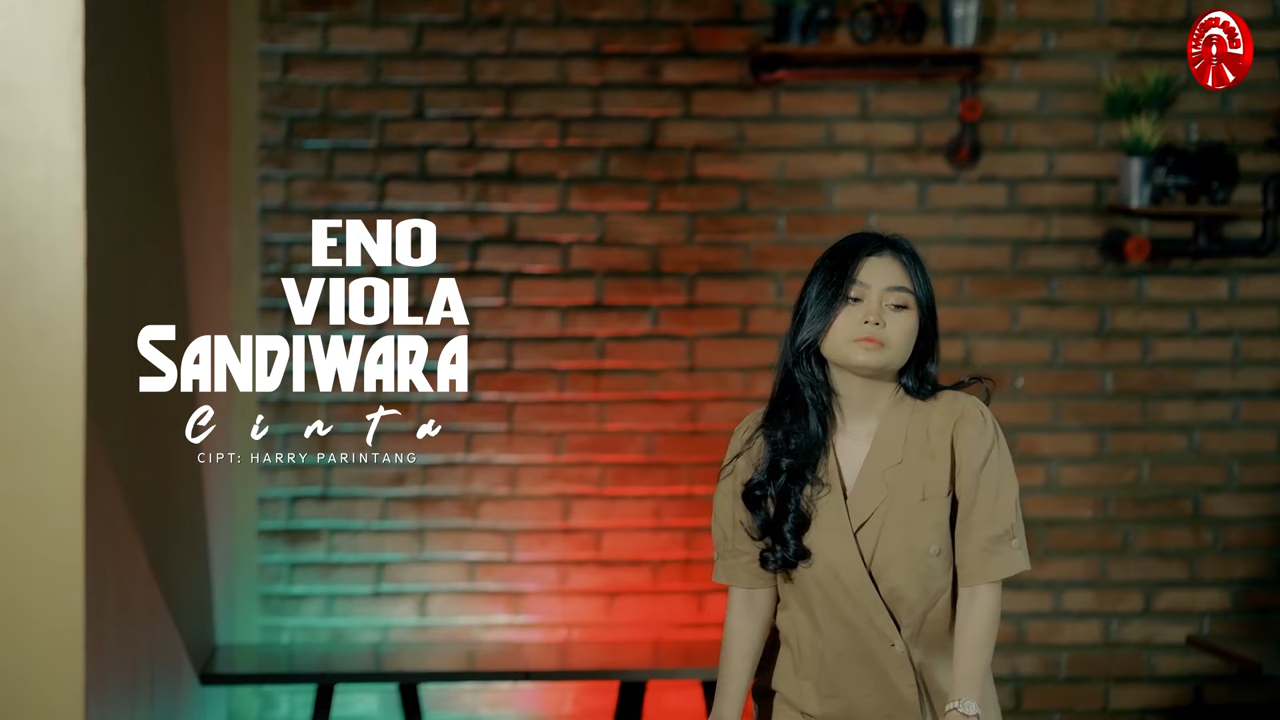 ENO
VIOLA
SANDIWARA
Cinta
CIPT: HARRY PARINTANG